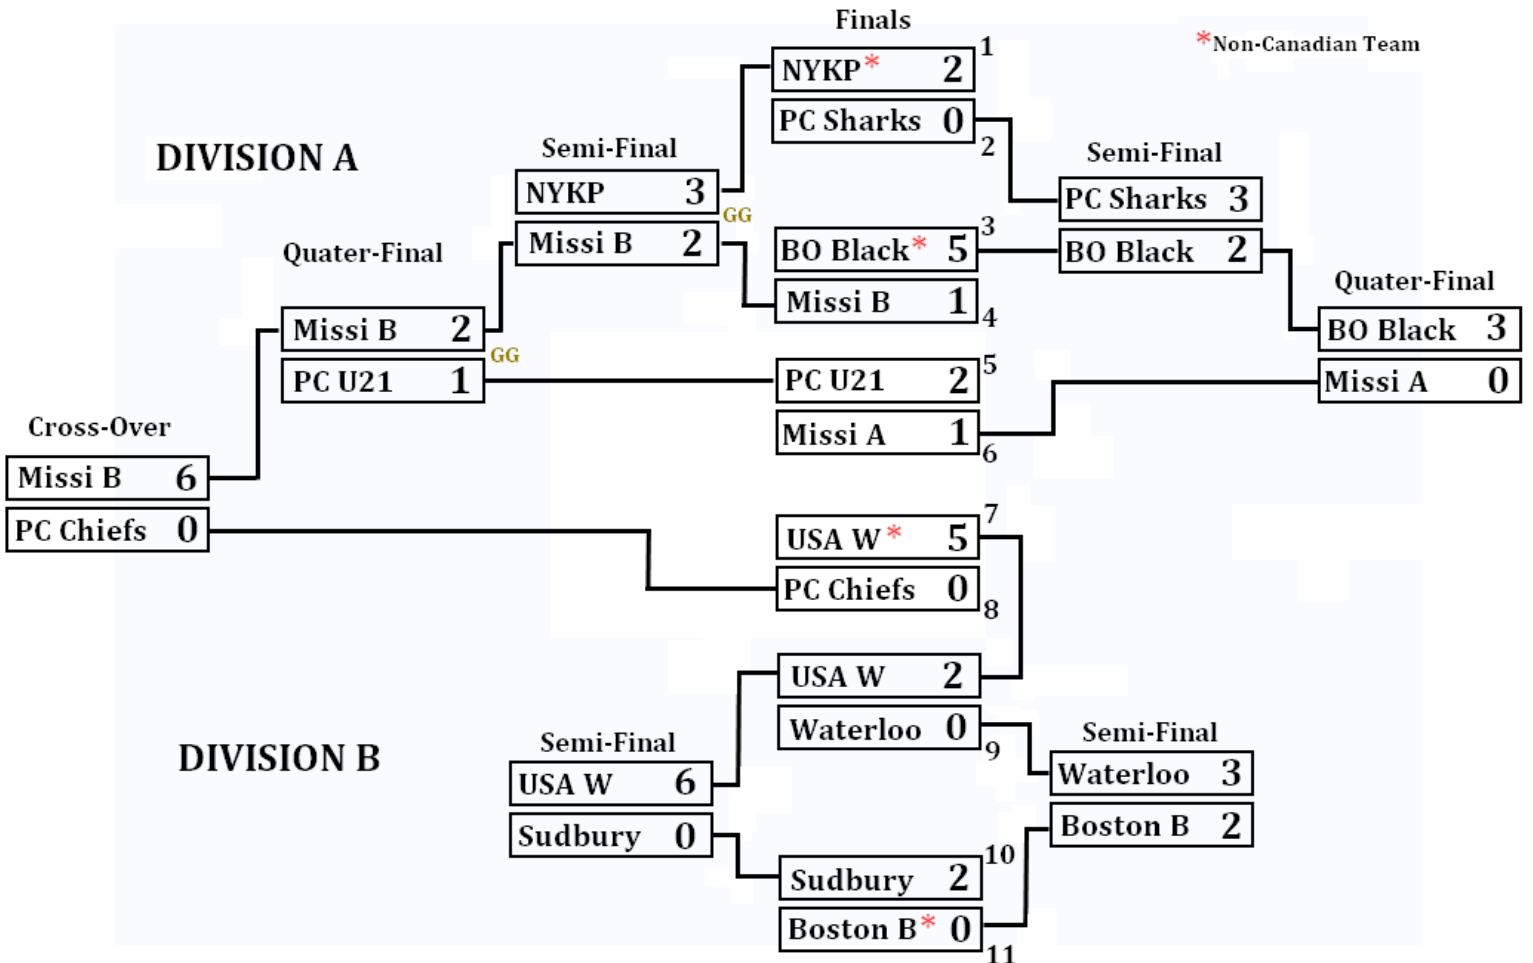 Finals
*Non-Canadian Team
1
NYKP* 2
PC Sharks 0
2
DIVISION A
Semi-Final
NYKP 3
GG
Missi B 2
Semi-Final
PC Sharks 3
BO Black 2
3
BO Black* 5
Missi B 1
4
Quater-Final
Missi B 2
GG
PC U21 1
Quater-Final
BO Black 3
Missi A 0
5
PC U21 2
Missi A 1
6
Cross-Over
Missi B 6
PC Chiefs 0
7
USA W* 5
PC Chiefs 0
8
USA W 2
Waterloo 0
9
DIVISION B
Semi-Final
USA W 6
Sudbury 0
Semi-Final
Waterloo 3
Boston B 2
10
Sudbury 2
Boston B* 0
11